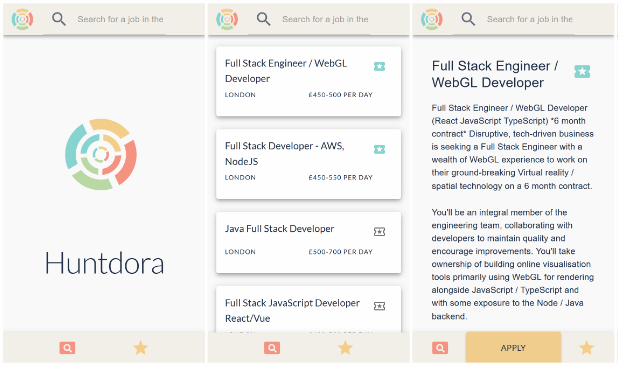 Search for a job in the
Huntdora
Search for a job in the
Full Stack Engineer / WebGL
Developer
LONDON £450-500 PER DAY
Full Stack Developer - AWS,
NodeJS
LONDON £450-550 PER DAY
Java Full Stack Developer
LONDON £500-700 PER DAY
Full Stack JavaScript Developer
React/Vue
Search for a job in the
Full Stack Engineer /
WebGL Developer
Full Stack Engineer / WebGL Developer
(React JavaScript TypeScript) *6 month
contract* Disruptive, tech-driven business
is seeking a Full Stack Engineer with a
wealth of WebGL experience to work on
their ground-breaking Virtual reality /
spatial technology on a 6 month contract.
You'll be an integral member of the
engineering team, collaborating with
developers to maintain quality and
encourage improvements. You'll take
ownership of building online visualisation
tools primarily using WebGL for rendering
alongside JavaScript / TypeScript and
with some exposure to the Node / Java
backend.
APPLY